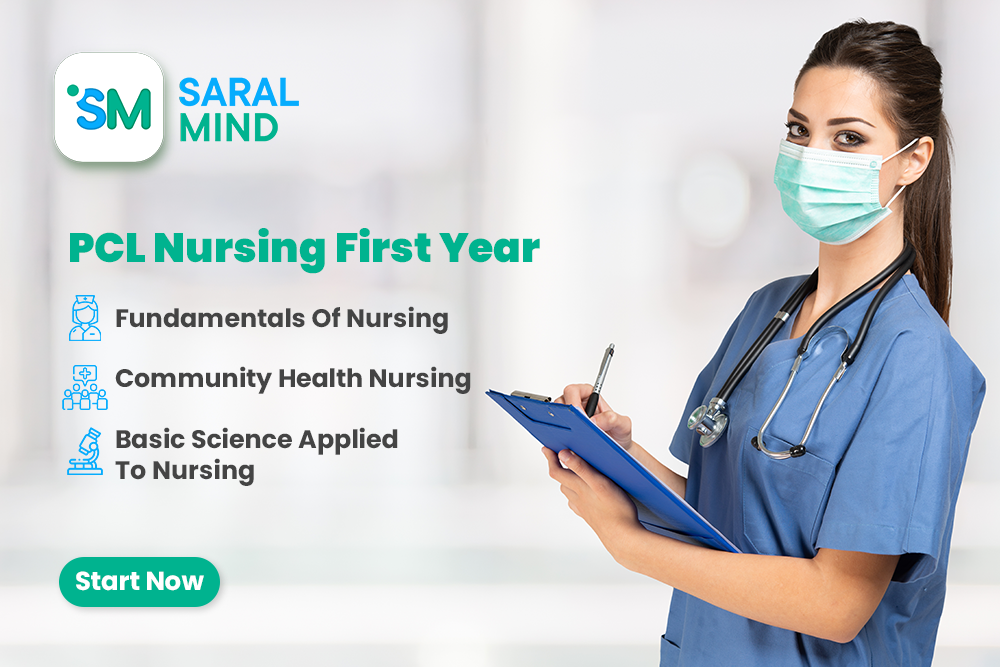 SM
SARAL
MIND
PCL Nursing First Year
Fundamentals Of Nursing
Community Health Nursing
Basic Science Applied
To Nursing
Start Now